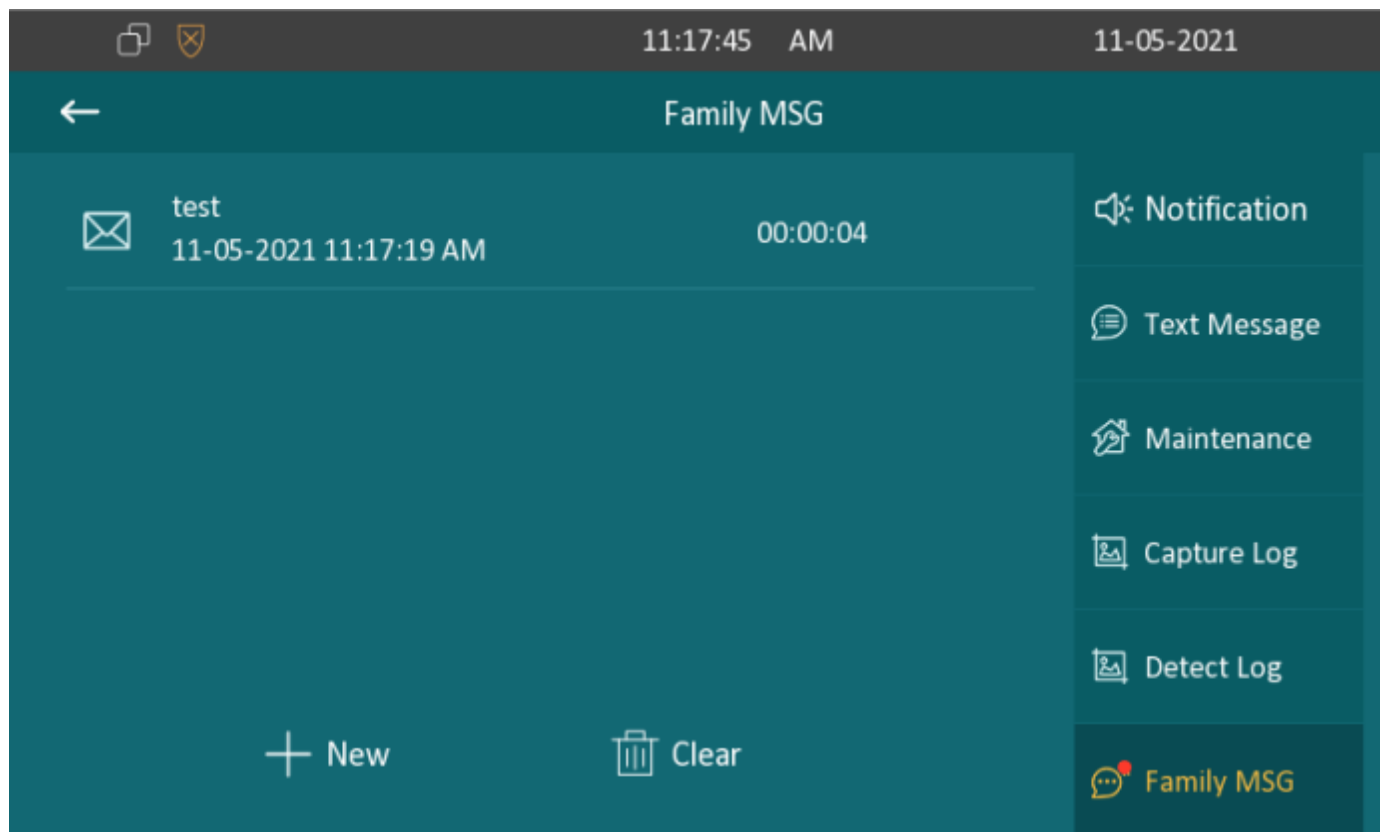 11:17:45 AM 11-05-2021
Family MSG
test
11-05-2021 11:17:19 AM
00:00:04
Notification
Text Message
Maintenance
Capture Log
Detect Log
Family MSG
New
Clear